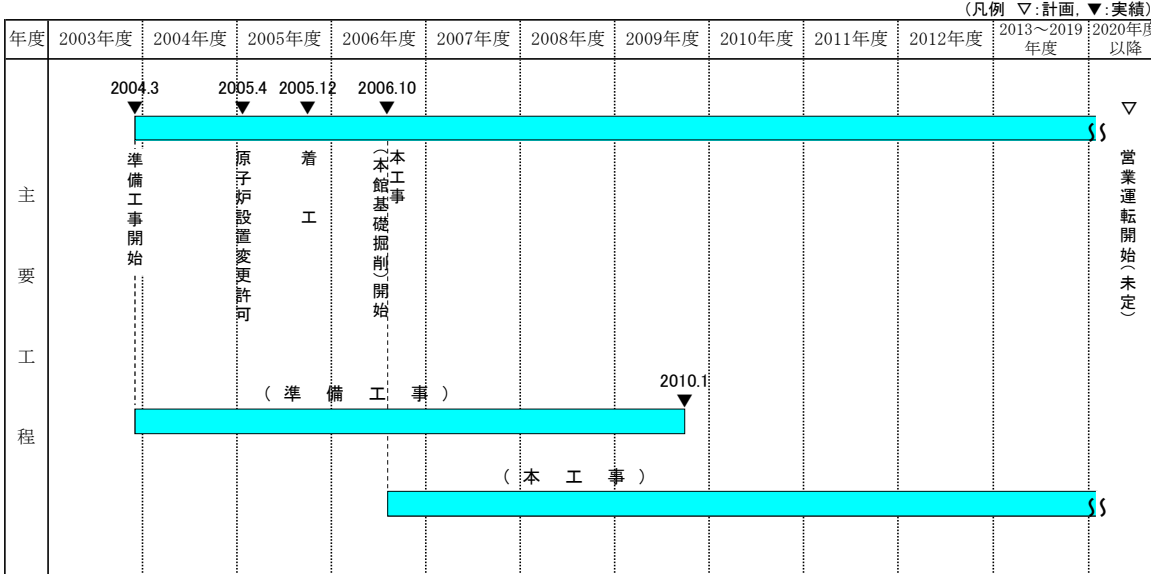 (凡例 ▽:計画, ▼:実績)
年度 2003年度 2004年度 2005年度 2006年度 2007年度 2008年度 2009年度 2010年度 2011年度 2012年度 2013～2019年度 2020年度以降
主要工程
2004.3 2005.4 2005.12 2006.10
▼ ▼ ▼ ▼ ▽
準備工事開始
原子炉設置変更許可
着工
本工事
(本館基礎掘削)開始
営業運転開始(未定)
2010.1
▼
(準備工事)
(本工事)